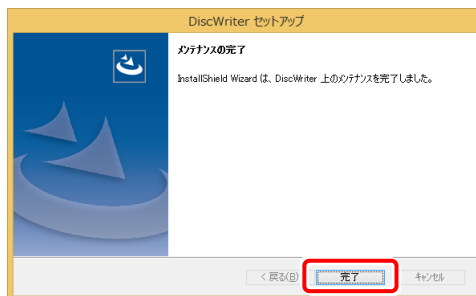 DiscWriter セットアップ
メンテナンスの完了
InstallShield Wizard は、DiscWriter 上のメンテナンスを完了しました。
< 戻る(B)
完了
キャンセル